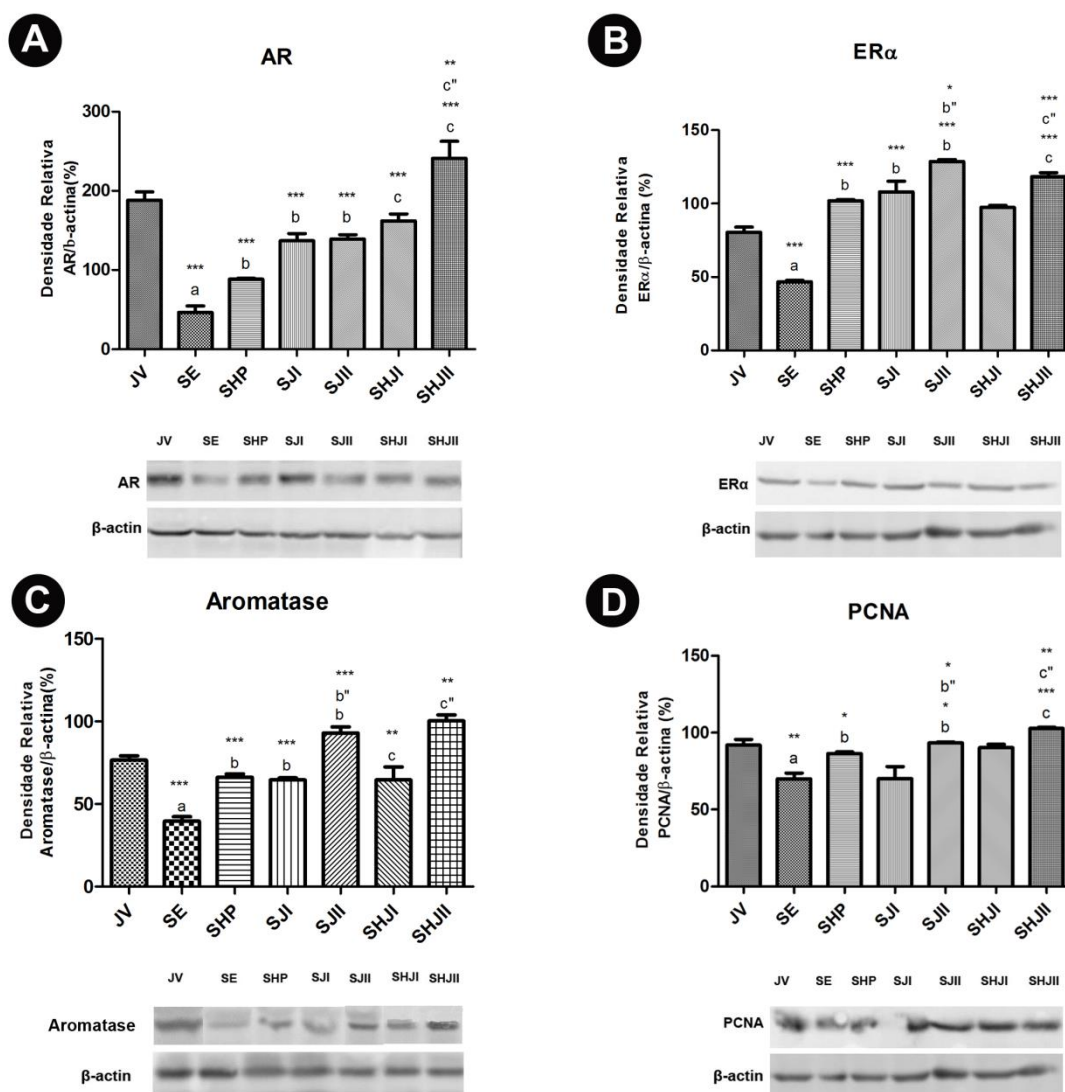 A
AR
Densidade Relativa
AR/b-actina(%)
300
200
100
0
***
a
***
b
***
b
***
b
***
c
**
c"
***
c
JV SE SHP SJI SJII SHJI SHJII
JV SE SHP SJI SJII SHJI SHJII
AR
β-actin
B
ERα
Densidade Relativa
ERα/β-actina (%)
150
100
50
0
***
a
***
b
***
b
*
b"
***
b
***
c"
***
c
JV SE SHP SJI SJII SHJI SHJII
JV SE SHP SJI SJII SHJI SHJII
ERα
β-actin
C
Aromatase
Densidade Relativa
Aromatase/β-actina(%)
150
100
50
0
***
a
***
b
***
b
***
b"
b
**
c
**
c"
JV SE SHP SJI SJII SHJI SHJII
JV SE SHP SJI SJII SHJI SHJII
Aromatase
β-actin
D
PCNA
Densidade Relativa
PCNA/β-actina (%)
150
100
50
0
**
a
*
b
*
b"
*
b
**
c"
***
c
JV SE SHP SJI SJII SHJI SHJII
JV SE SHP SJI SJII SHJI SHJII
PCNA
β-actin